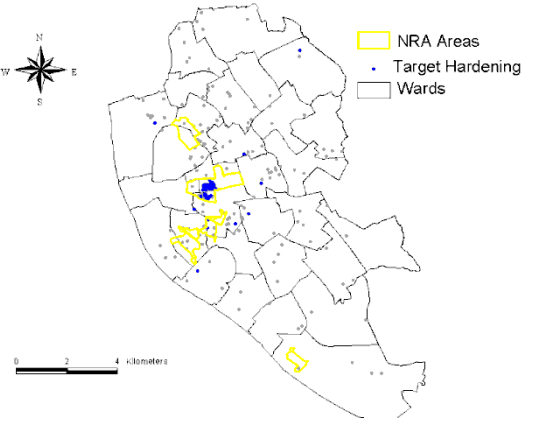 N
W E
S
NRA Areas
Target Hardening
Wards
0 2 4 Kilometers